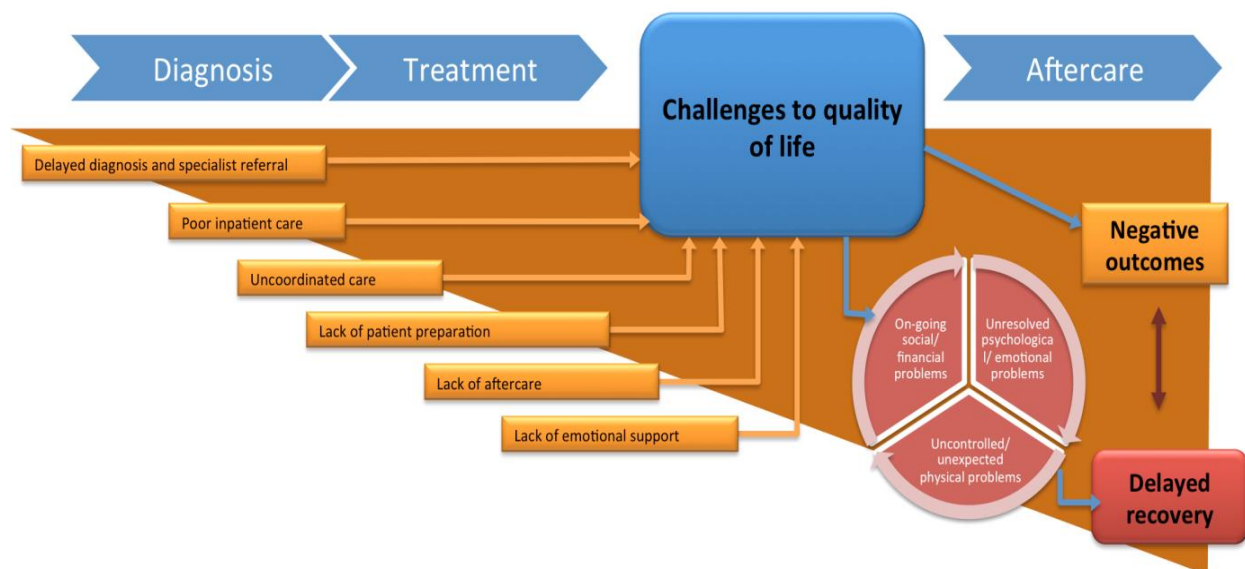 Diagnosis
Treatment
Aftercare
Challenges to quality
of life
Delayed diagnosis and specialist referral
Poor inpatient care
Uncoordinated care
Lack of patient preparation
Lack of aftercare
Lack of emotional support
Negative
outcomes
On-going
social/
financial
problems
Unresolved
psychologica
l/ emotional
problems
Uncontrolled/
unexpected
physical problems
Delayed
recovery